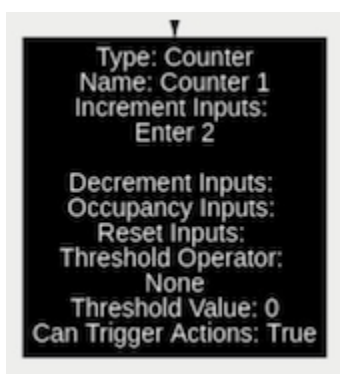 Type: Counter
Name: Counter 1
Increment Inputs:
Enter 2
Decrement Inputs:
Occupancy Inputs:
Reset Inputs:
Threshold Operator:
None
Threshold Value: 0
Can Trigger Actions: True